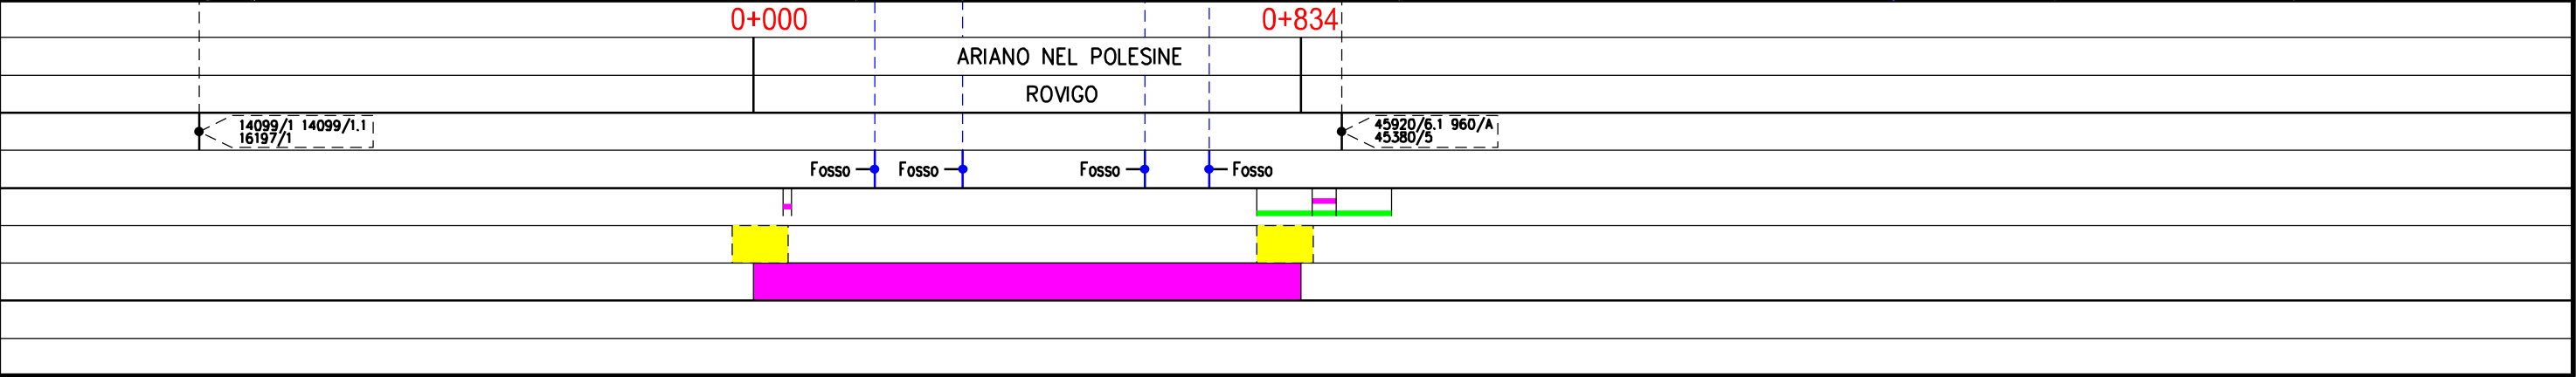 0+000 0+834
ARIANO NEL POLESINE
ROVIGO
14099/1 14099/1.1
16197/1
45920/6.1 960/A
45380/5
Fosso Fosso Fosso Fosso